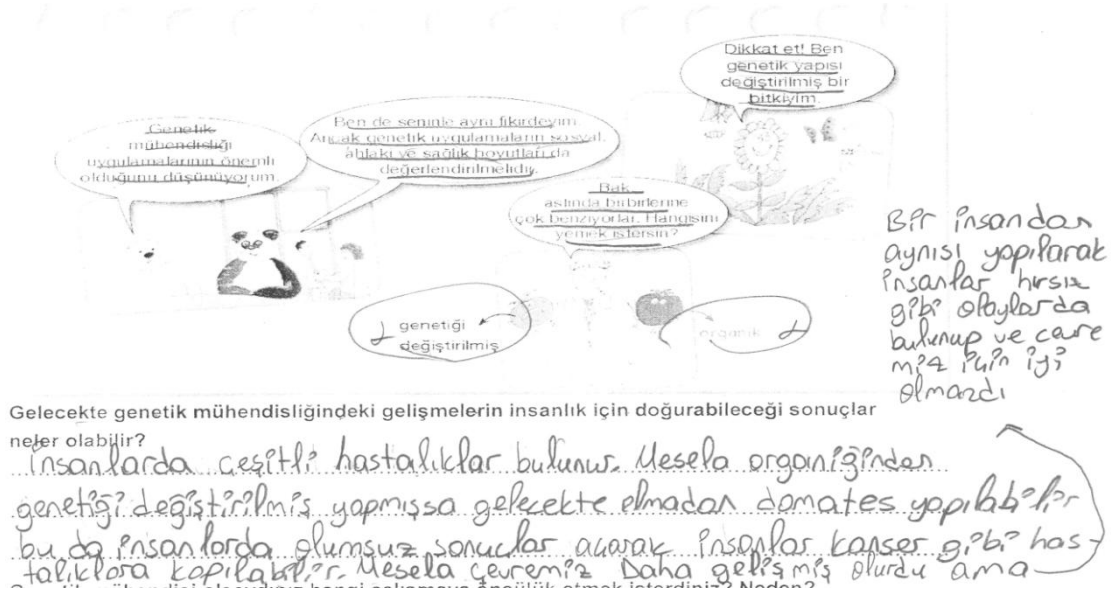 Dikkat et! Ben
genetik yapısı
değiştirilmiş bir
bitkiyim.
Genetik
mühendisliği
uygulamalarının önemli
olduğunu düşünüyorum.
Ben de seninle aynı fikirdeyim.
Ancak genetik uygulamaların sosyal,
ahlaki ve sağlık boyutları da
değerlendirilmelidir.
Bak
aslında birbirlerine
çok benziyorlar. Hangisini
yemek istersin?
genetiği
değiştirilmiş
organik
Gelecekte genetik mühendisliğindeki gelişmelerin insanlık için doğurabileceği sonuçlar
neler olabilir?
İnsanlarda çeşitli hastalıklar bulunur. Mesela organiğinden
genetiği değiştirilmiş yapmışsa gelecekte elmadan domates yapılabilir
bu da insanlarda olumsuz sonuclar açarak insanlar kanser gibi has-
talıklara kapılabilir. Mesela çevremiz Daha gelişmiş olurdu ama
Bir insandan
aynısı yapılarak
insanlar hırsız
gibi olaylarda
bulunup ve cevre
miz için iyi
olmazdı